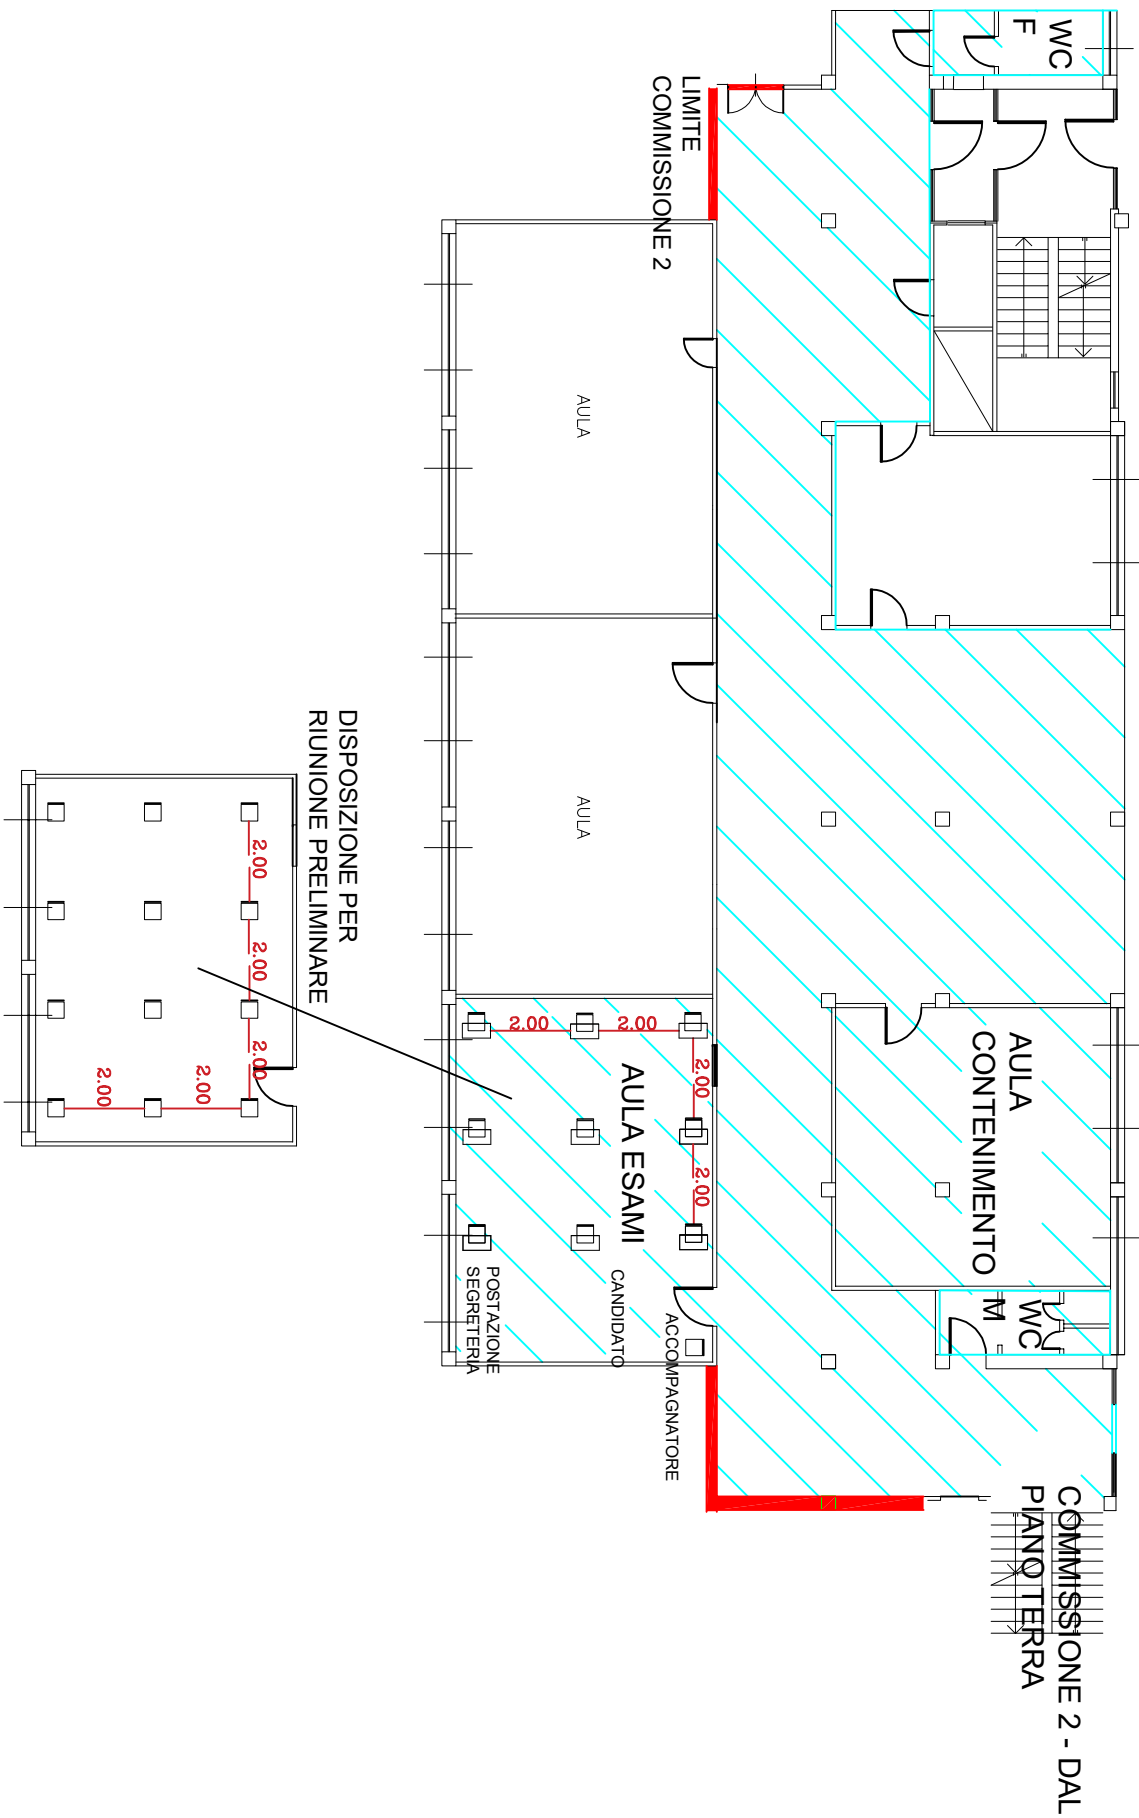 WC
F
LIMITE
COMMISSIONE 2
AULA
AULA
DISPOSIZIONE PER
RIUNIONE PRELIMINARE
2.00
2.00
2.00
2.00
2.00
2.00
2.00
2.00
2.00
AULA ESAMI
AULA
CONTENIMENTO
WC
M
POSTAZIONE
SEGRETERIA
CANDIDATO
ACCOMPAGNATORE
COMMISSIONE 2 - DAL
PIANO TERRA